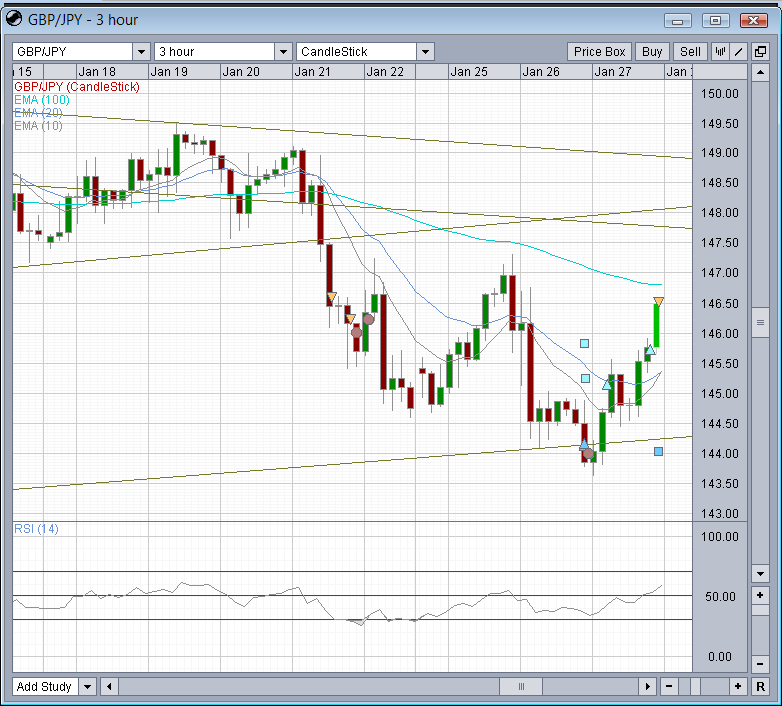 GBP/JPY - 3 hour
GBP/JPY 3 hour CandleStick Price Box Buy Sell
15 Jan 18 Jan 19 Jan 20 Jan 21 Jan 22 Jan 25 Jan 26 Jan 27 Jan
GBP/JPY (CandleStick)
EMA (100)
EMA (20)
EMA (10)
150.00
149.50
149.00
148.50
148.00
147.50
147.00
146.50
146.00
145.50
145.00
144.50
144.00
143.50
143.00
RSI (14)
100.00
50.00
0.00
Add Study R